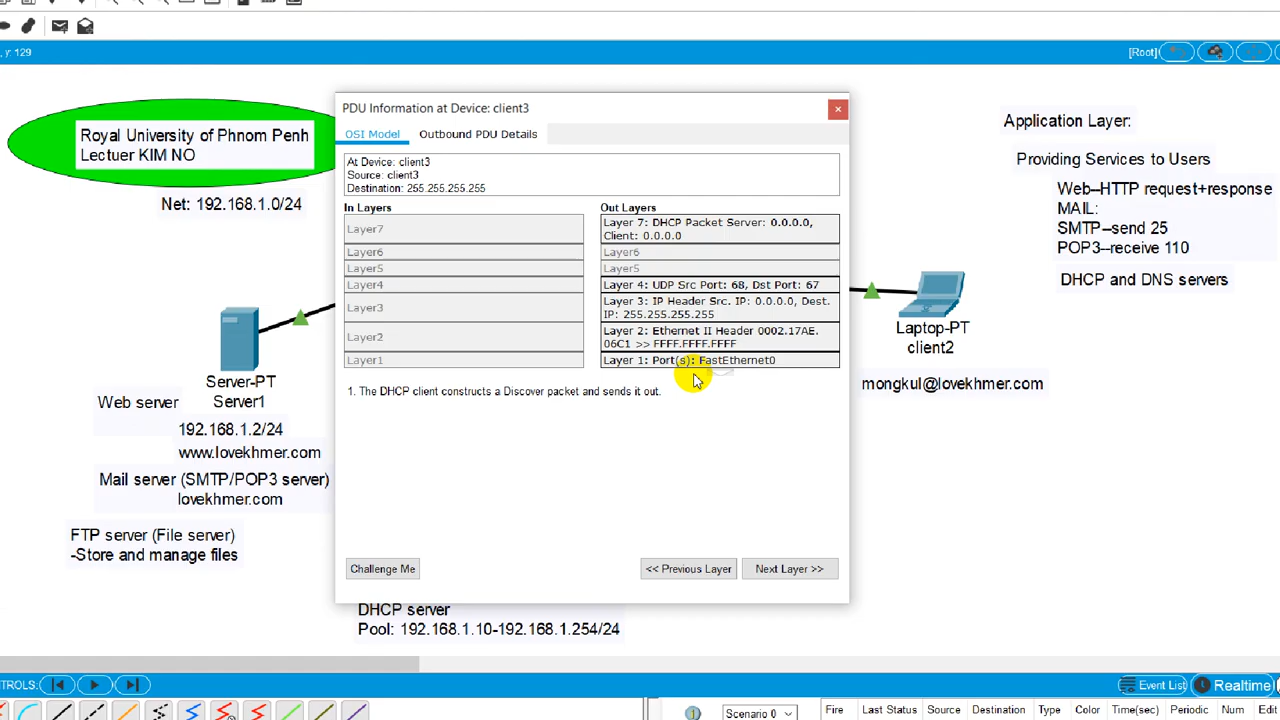 , y: 129
[Root]
Royal University of Phnom Penh
Lectuer KIM NO
Net: 192.168.1.0/24
PDU Information at Device: client3
OSI Model
Outbound PDU Details
At Device: client3
Source: client3
Destination: 255.255.255.255
In Layers
Layer7
Layer6
Layer5
Layer4
Layer3
Layer2
Layer1
Out Layers
Layer 7: DHCP Packet Server: 0.0.0.0,
Client: 0.0.0.0
Layer6
Layer5
Layer 4: UDP Src Port: 68, Dst Port: 67
Layer 3: IP Header Src. IP: 0.0.0.0, Dest.
IP: 255.255.255.255
Layer 2: Ethernet II Header 0002.17AE.
06C1 >> FFFF.FFFF.FFFF
Layer 1: Port(s): FastEthernet0
1. The DHCP client constructs a Discover packet and sends it out.
Challenge Me
<< Previous Layer
Next Layer >>
Application Layer:
Providing Services to Users
Web--HTTP request+response
MAIL:
SMTP--send 25
POP3--receive 110
DHCP and DNS servers
Laptop-PT
client2
mongkul@lovekhmer.com
Server-PT
Server1
Web server
192.168.1.2/24
www.lovekhmer.com
Mail server (SMTP/POP3 server)
lovekhmer.com
FTP server (File server)
-Store and manage files
DHCP server
Pool: 192.168.1.10-192.168.1.254/24
TROLS:
Event List
Realtime
Scenario 0
Fire
Last Status
Source
Destination
Type
Color
Time(sec)
Periodic
Num
Edit